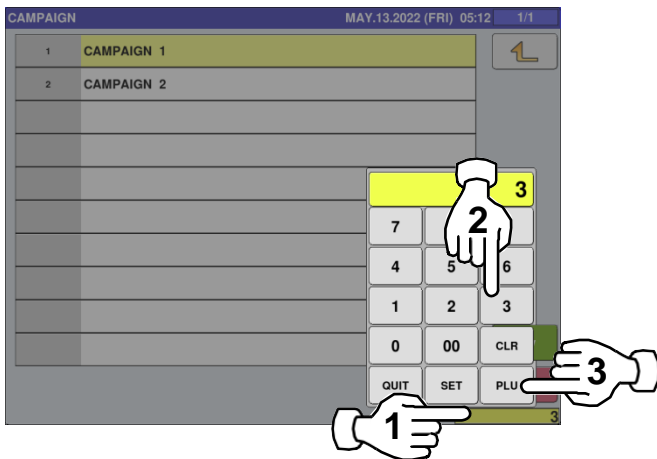 CAMPAIGN MAY.13.2022 (FRI) 05:12 1/1
1 CAMPAIGN 1
2 CAMPAIGN 2
3
2
7
4 5 6
1 2 3
0 00 CLR
3
QUIT SET PLU
3
1